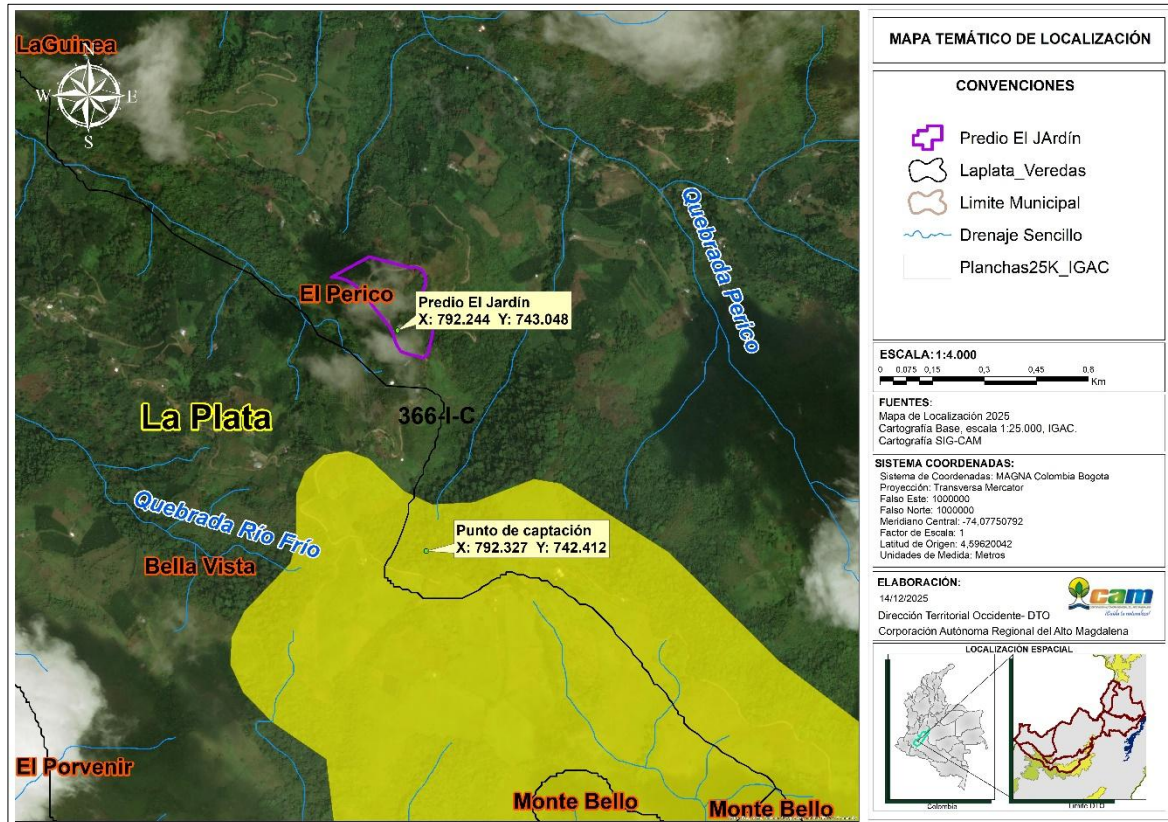 LaGuinea
N
W E
S
Quebrada Perico
El Perico
Predio El Jardín
X: 792.244 Y: 743.048
La Plata
366-I-C
Quebrada Río Frío
Punto de captación
X: 792.327 Y: 742.412
Bella Vista
El Porvenir
Monte Bello
Monte Bello
MAPA TEMÁTICO DE LOCALIZACIÓN
CONVENCIONES
Predio El JArdín
Laplata_Veredas
Limite Municipal
Drenaje Sencillo
Planchas25K_IGAC
ESCALA: 1:4.000
0 0,075 0,15 0,3 0,45 0,6
Km
FUENTES:
Mapa de Localización 2025
Cartografía Base, escala 1:25.000, IGAC.
Cartografía SIG-CAM
SISTEMA COORDENADAS:
Sistema de Coordenadas: MAGNA Colombia Bogota
Proyección: Transversa Mercator
Falso Este: 1000000
Falso Norte: 1000000
Meridiano Central: -74,07750792
Factor de Escala: 1
Latitud de Origen: 4,59620042
Unidades de Medida: Metros
ELABORACIÓN:
14/12/2025
Dirección Territorial Occidente- DTO
Corporación Autónoma Regional del Alto Magdalena
cam
LOCALIZACIÓN ESPACIAL
Colombia